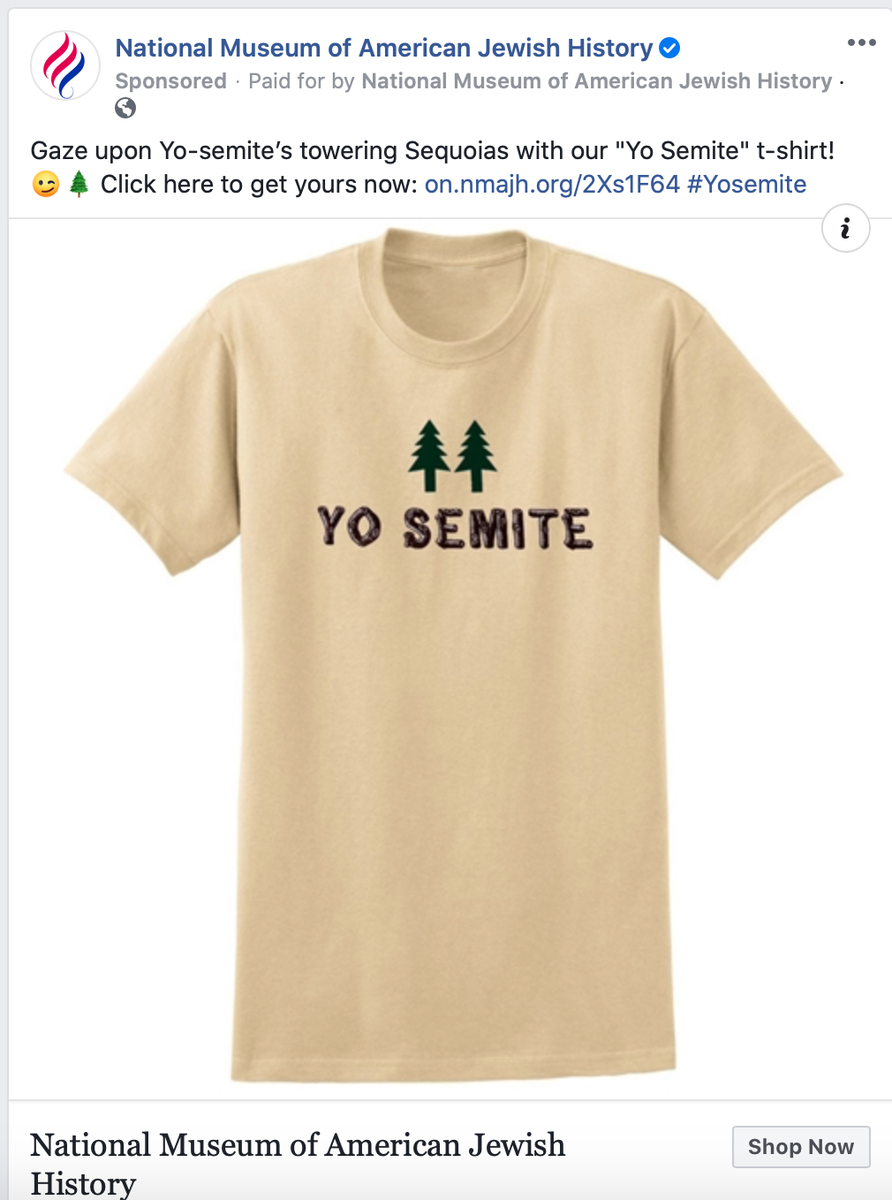 National Museum of American Jewish History
Sponsored · Paid for by National Museum of American Jewish History ·
Gaze upon Yo-semite’s towering Sequoias with our "Yo Semite" t-shirt!
😉 🌲 Click here to get yours now: on.nmajh.org/2Xs1F64 #Yosemite
i
YO SEMITE
National Museum of American Jewish
History
Shop Now